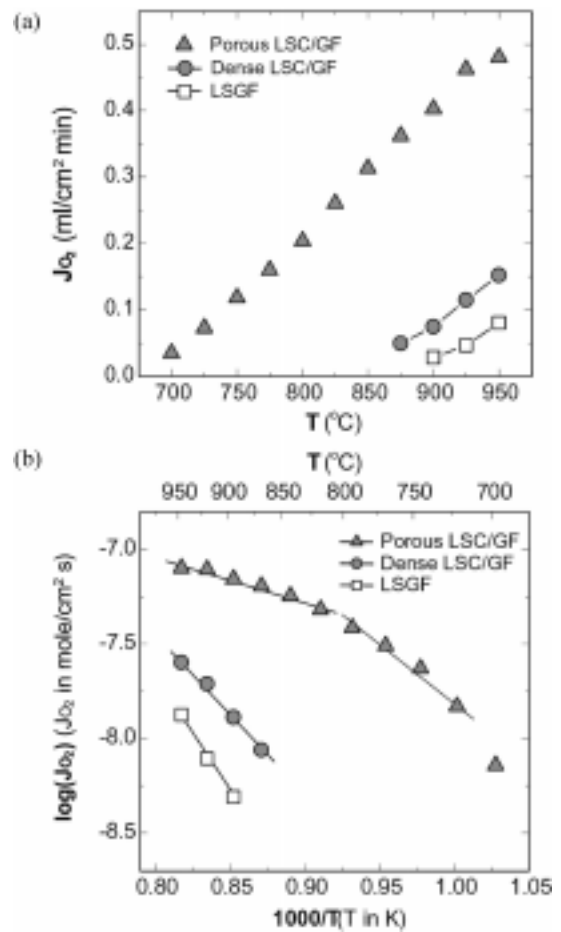 (a)
0.5
Porous LSC/GF
Dense LSC/GF
LSGF
0.4
0.3
0.2
0.1
0.0
Jo₂ (ml/cm² min)
700 750 800 850 900 950
T (°C)
(b)
T (°C)
950 900 850 800 750 700
Porous LSC/GF
Dense LSC/GF
LSGF
-7.0
-7.5
-8.0
-8.5
log(Jo₂) (Jo₂ in mole/cm² s)
0.80 0.85 0.90 0.95 1.00 1.05
1000/T(T in K)